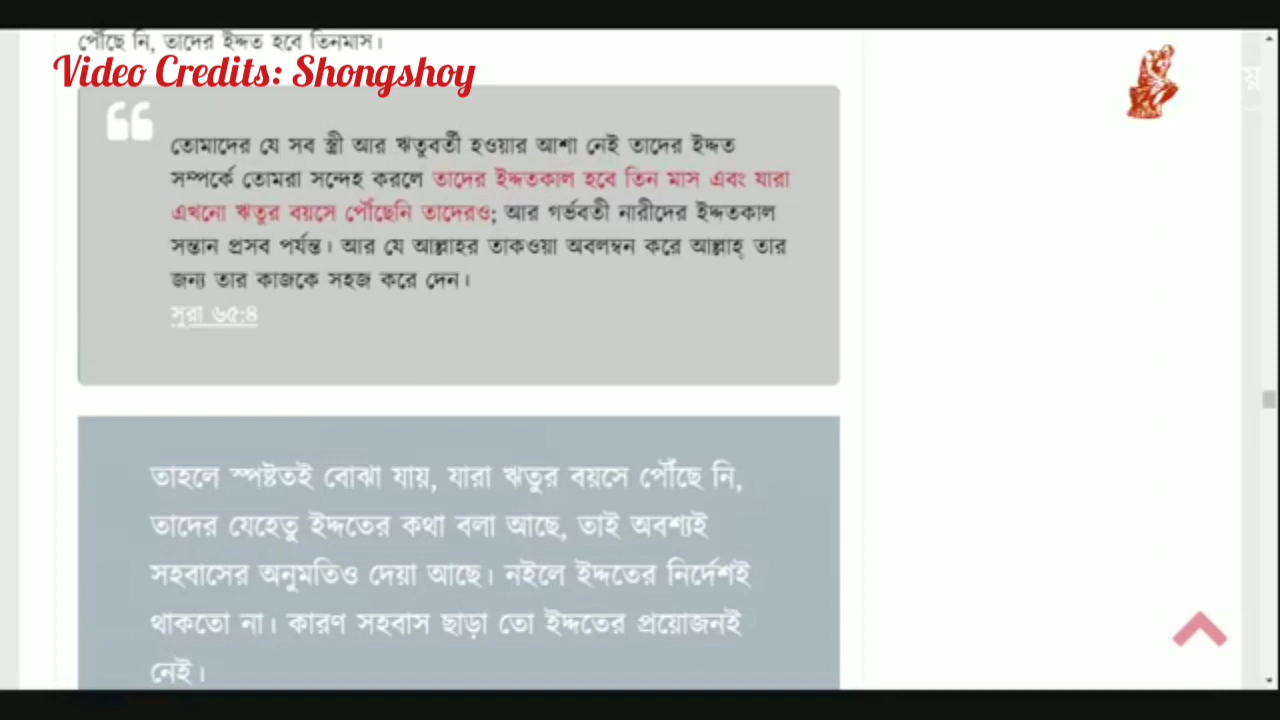 পৌঁছে নি, তাদের ইদ্দত হবে তিনমাস।
Video Credits: Shongshoy
তোমাদের যে সব স্ত্রী আর ঋতুবর্তী হওয়ার আশা নেই তাদের ইদ্দত
সম্পর্কে তোমরা সন্দেহ করলে তাদের ইদ্দতকাল হবে তিন মাস এবং যারা
এখনো ঋতুর বয়সে পৌঁছেনি তাদেরও; আর গর্ভবতী নারীদের ইদ্দতকাল
সন্তান প্রসব পর্যন্ত। আর যে আল্লাহর তাকওয়া অবলম্বন করে আল্লাহ্ তার
জন্য তার কাজকে সহজ করে দেন।
সুরা ৬৫:৪
তাহলে স্পষ্টতই বোঝা যায়, যারা ঋতুর বয়সে পৌঁছে নি,
তাদের যেহেতু ইদ্দতের কথা বলা আছে, তাই অবশ্যই
সহবাসের অনুমতিও দেয়া আছে। নইলে ইদ্দতের নির্দেশই
থাকতো না। কারণ সহবাস ছাড়া তো ইদ্দতের প্রয়োজনই
নেই।